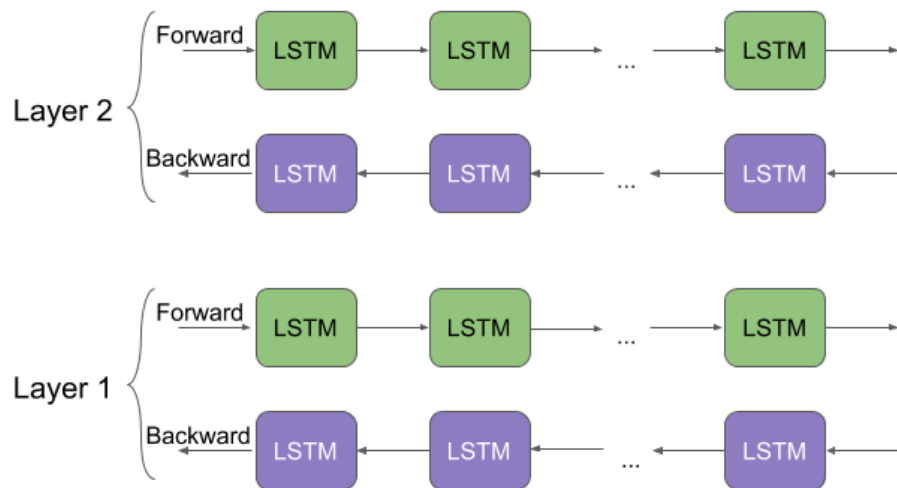 Forward
LSTM LSTM ... LSTM
Layer 2
Backward
LSTM LSTM ... LSTM
Forward
LSTM LSTM ... LSTM
Layer 1
Backward
LSTM LSTM ... LSTM